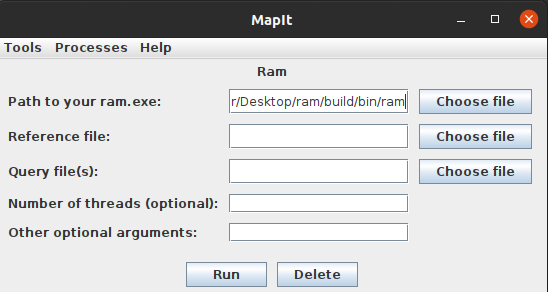 MapIt
Tools Processes Help
Ram
Path to your ram.exe: r/Desktop/ram/build/bin/ram Choose file
Reference file: Choose file
Query file(s): Choose file
Number of threads (optional):
Other optional arguments:
Run Delete